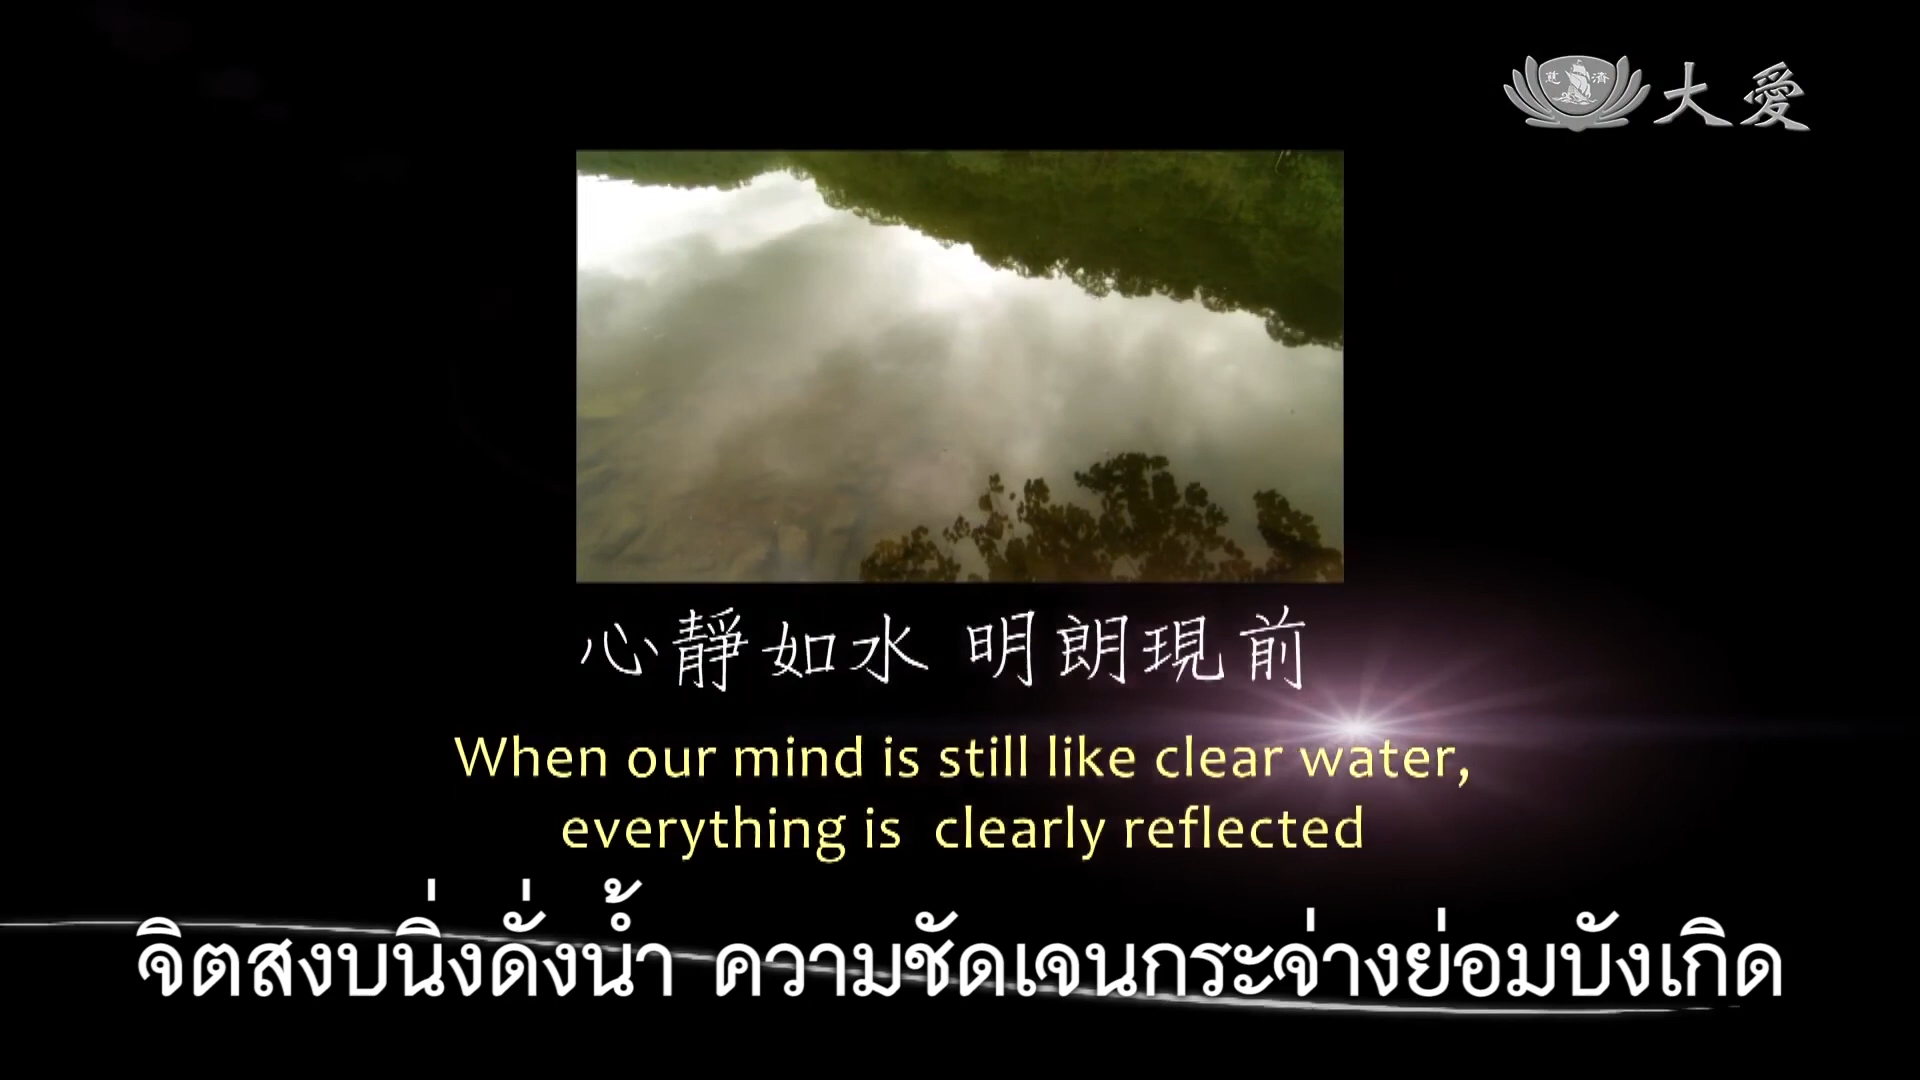 慈 濟 大愛
心靜如水 明朗現前
When our mind is still like clear water,
everything is clearly reflected
จิตสงบนิ่งดั่งน้ำ ความชัดเจนกระจ่างย่อมบังเกิด